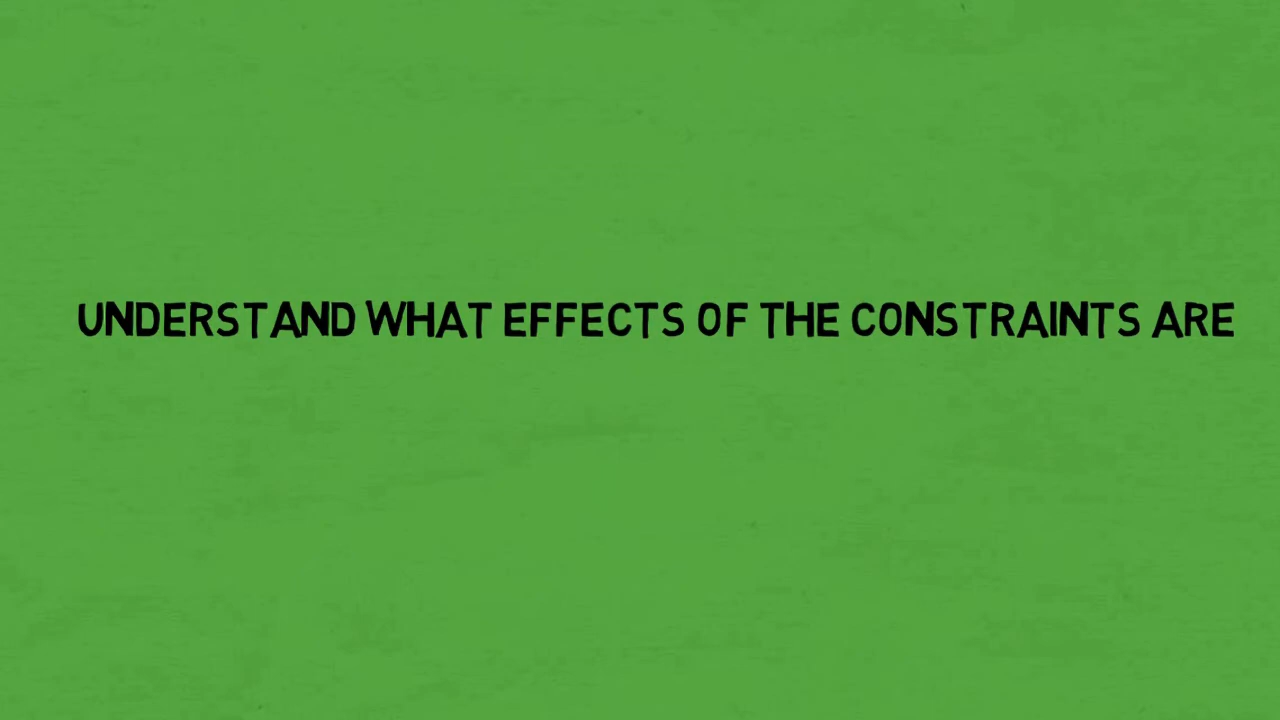 UNDERSTAND WHAT EFFECTS OF THE CONSTRAINTS ARE